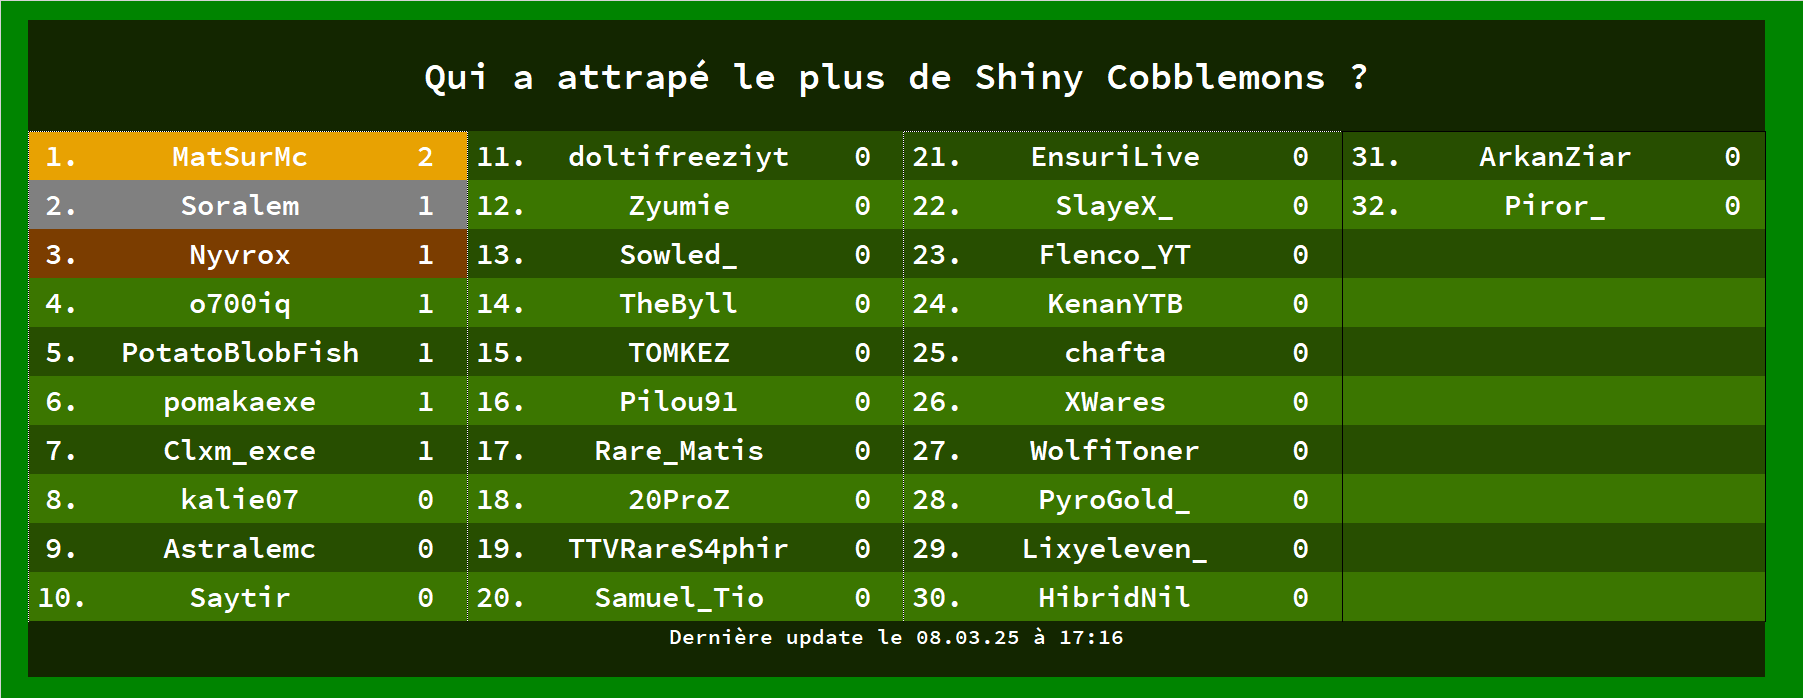 Qui a attrapé le plus de Shiny Cobblemons ?
1. MatSurMc 2
2. Soralem 1
3. Nyvrox 1
4. o700iq 1
5. PotatoBlobFish 1
6. pomakaexe 1
7. Clxm_exce 1
8. kalie07 0
9. Astralemc 0
10. Saytir 0
11. doltifreeziyt 0
12. Zyumie 0
13. Sowled_ 0
14. TheByll 0
15. TOMKEZ 0
16. Pilou91 0
17. Rare_Matis 0
18. 20ProZ 0
19. TTVRareS4phir 0
20. Samuel_Tio 0
21. EnsuriLive 0
22. SlayeX_ 0
23. Flenco_YT 0
24. KenanYTB 0
25. chafta 0
26. XWares 0
27. WolfiToner 0
28. PyroGold_ 0
29. Lixyeleven_ 0
30. HibridNil 0
31. ArkanZiar 0
32. Piror_ 0
Dernière update le 08.03.25 à 17:16